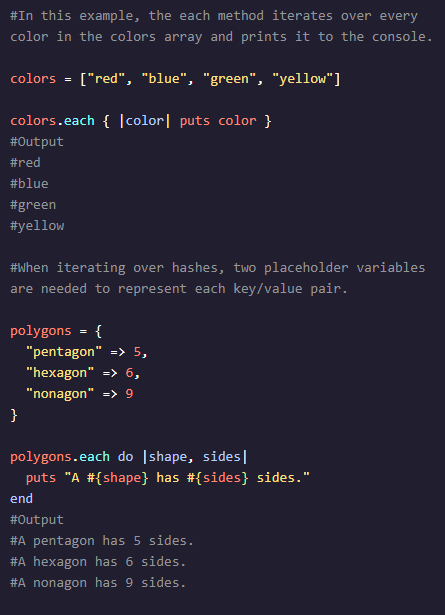 #In this example, the each method iterates over every
color in the colors array and prints it to the console.
colors = ["red", "blue", "green", "yellow"]
colors.each { |color| puts color }
#Output
#red
#blue
#green
#yellow
#When iterating over hashes, two placeholder variables
are needed to represent each key/value pair.
polygons = {
  "pentagon" => 5,
  "hexagon" => 6,
  "nonagon" => 9
}
polygons.each do |shape, sides|
  puts "A #{shape} has #{sides} sides."
end
#Output
#A pentagon has 5 sides.
#A hexagon has 6 sides.
#A nonagon has 9 sides.